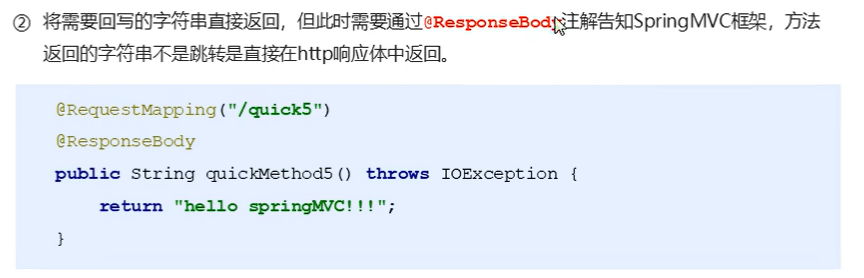 ② 将需要回写的字符串直接返回，但此时需要通过@ResponseBody注解告知SpringMVC框架，方法
返回的字符串不是跳转是直接在http响应体中返回。
@RequestMapping("/quick5")
@ResponseBody
public String quickMethod5() throws IOException {
    return "hello springMVC!!!";
}